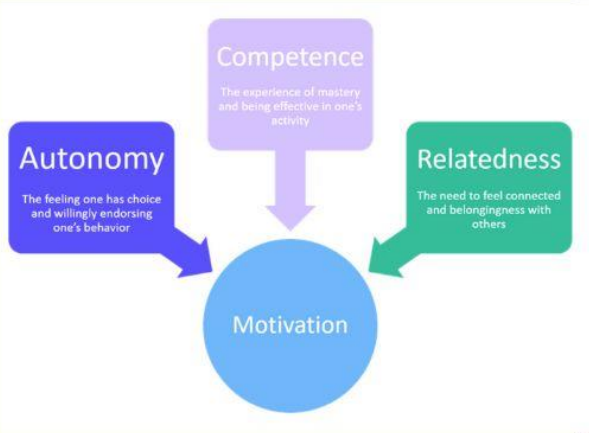 Competence
The experience of mastery
and being effective in one's
activity
Autonomy
The feeling one has choice
and willingly endorsing
one's behavior
Relatedness
The need to feel connected
and belongingness with
others
Motivation